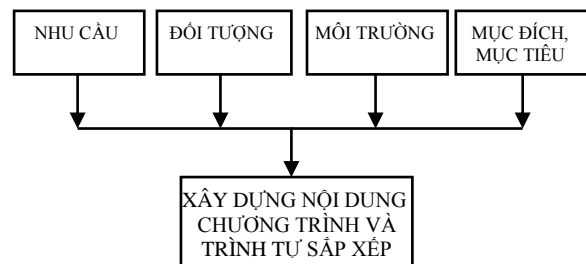 NHU CẦU
ĐỐI TƯỢNG
MÔI TRƯỜNG
MỤC ĐÍCH,
MỤC TIÊU
XÂY DỰNG NỘI DUNG
CHƯƠNG TRÌNH VÀ
TRÌNH TỰ SẮP XẾP